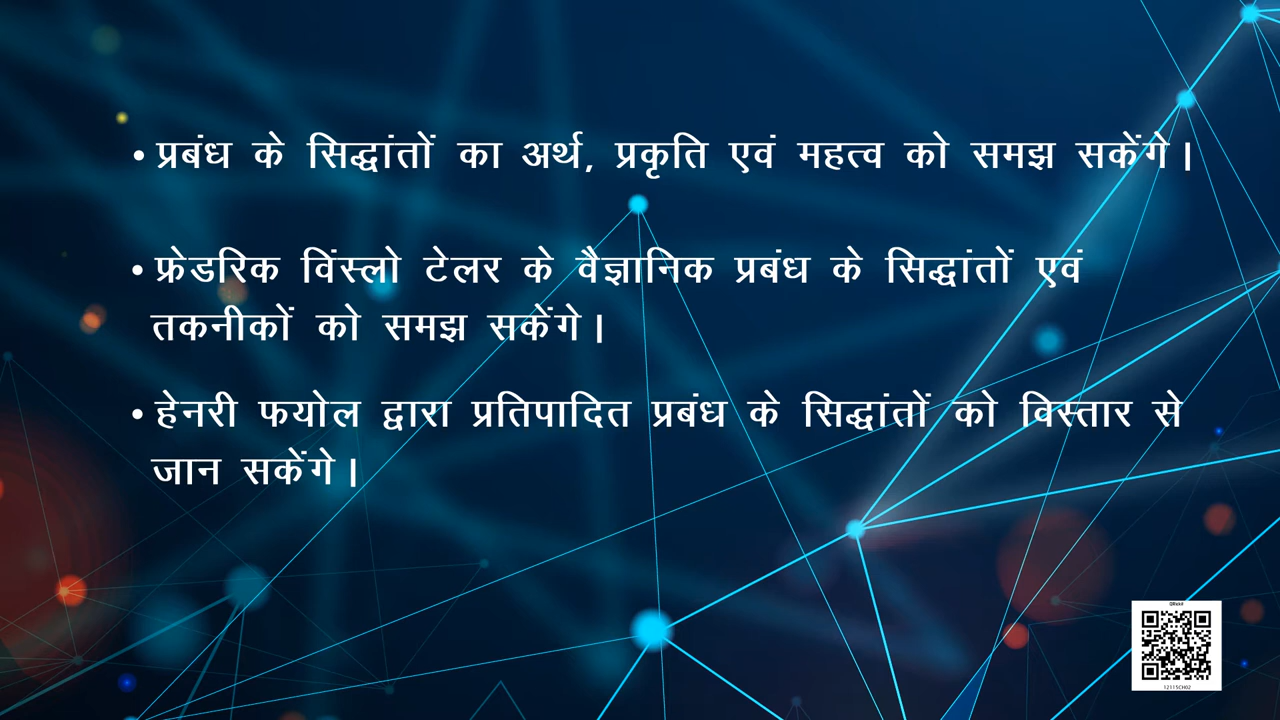 • प्रबंध के सिद्धांतों का अर्थ, प्रकृति एवं महत्व को समझ सकेंगे।
• फ्रेडरिक विंस्लो टेलर के वैज्ञानिक प्रबंध के सिद्धांतों एवं
तकनीकों को समझ सकेंगे।
• हेनरी फयोल द्वारा प्रतिपादित प्रबंध के सिद्धांतों को विस्तार से
जान सकेंगे।
12115CH02